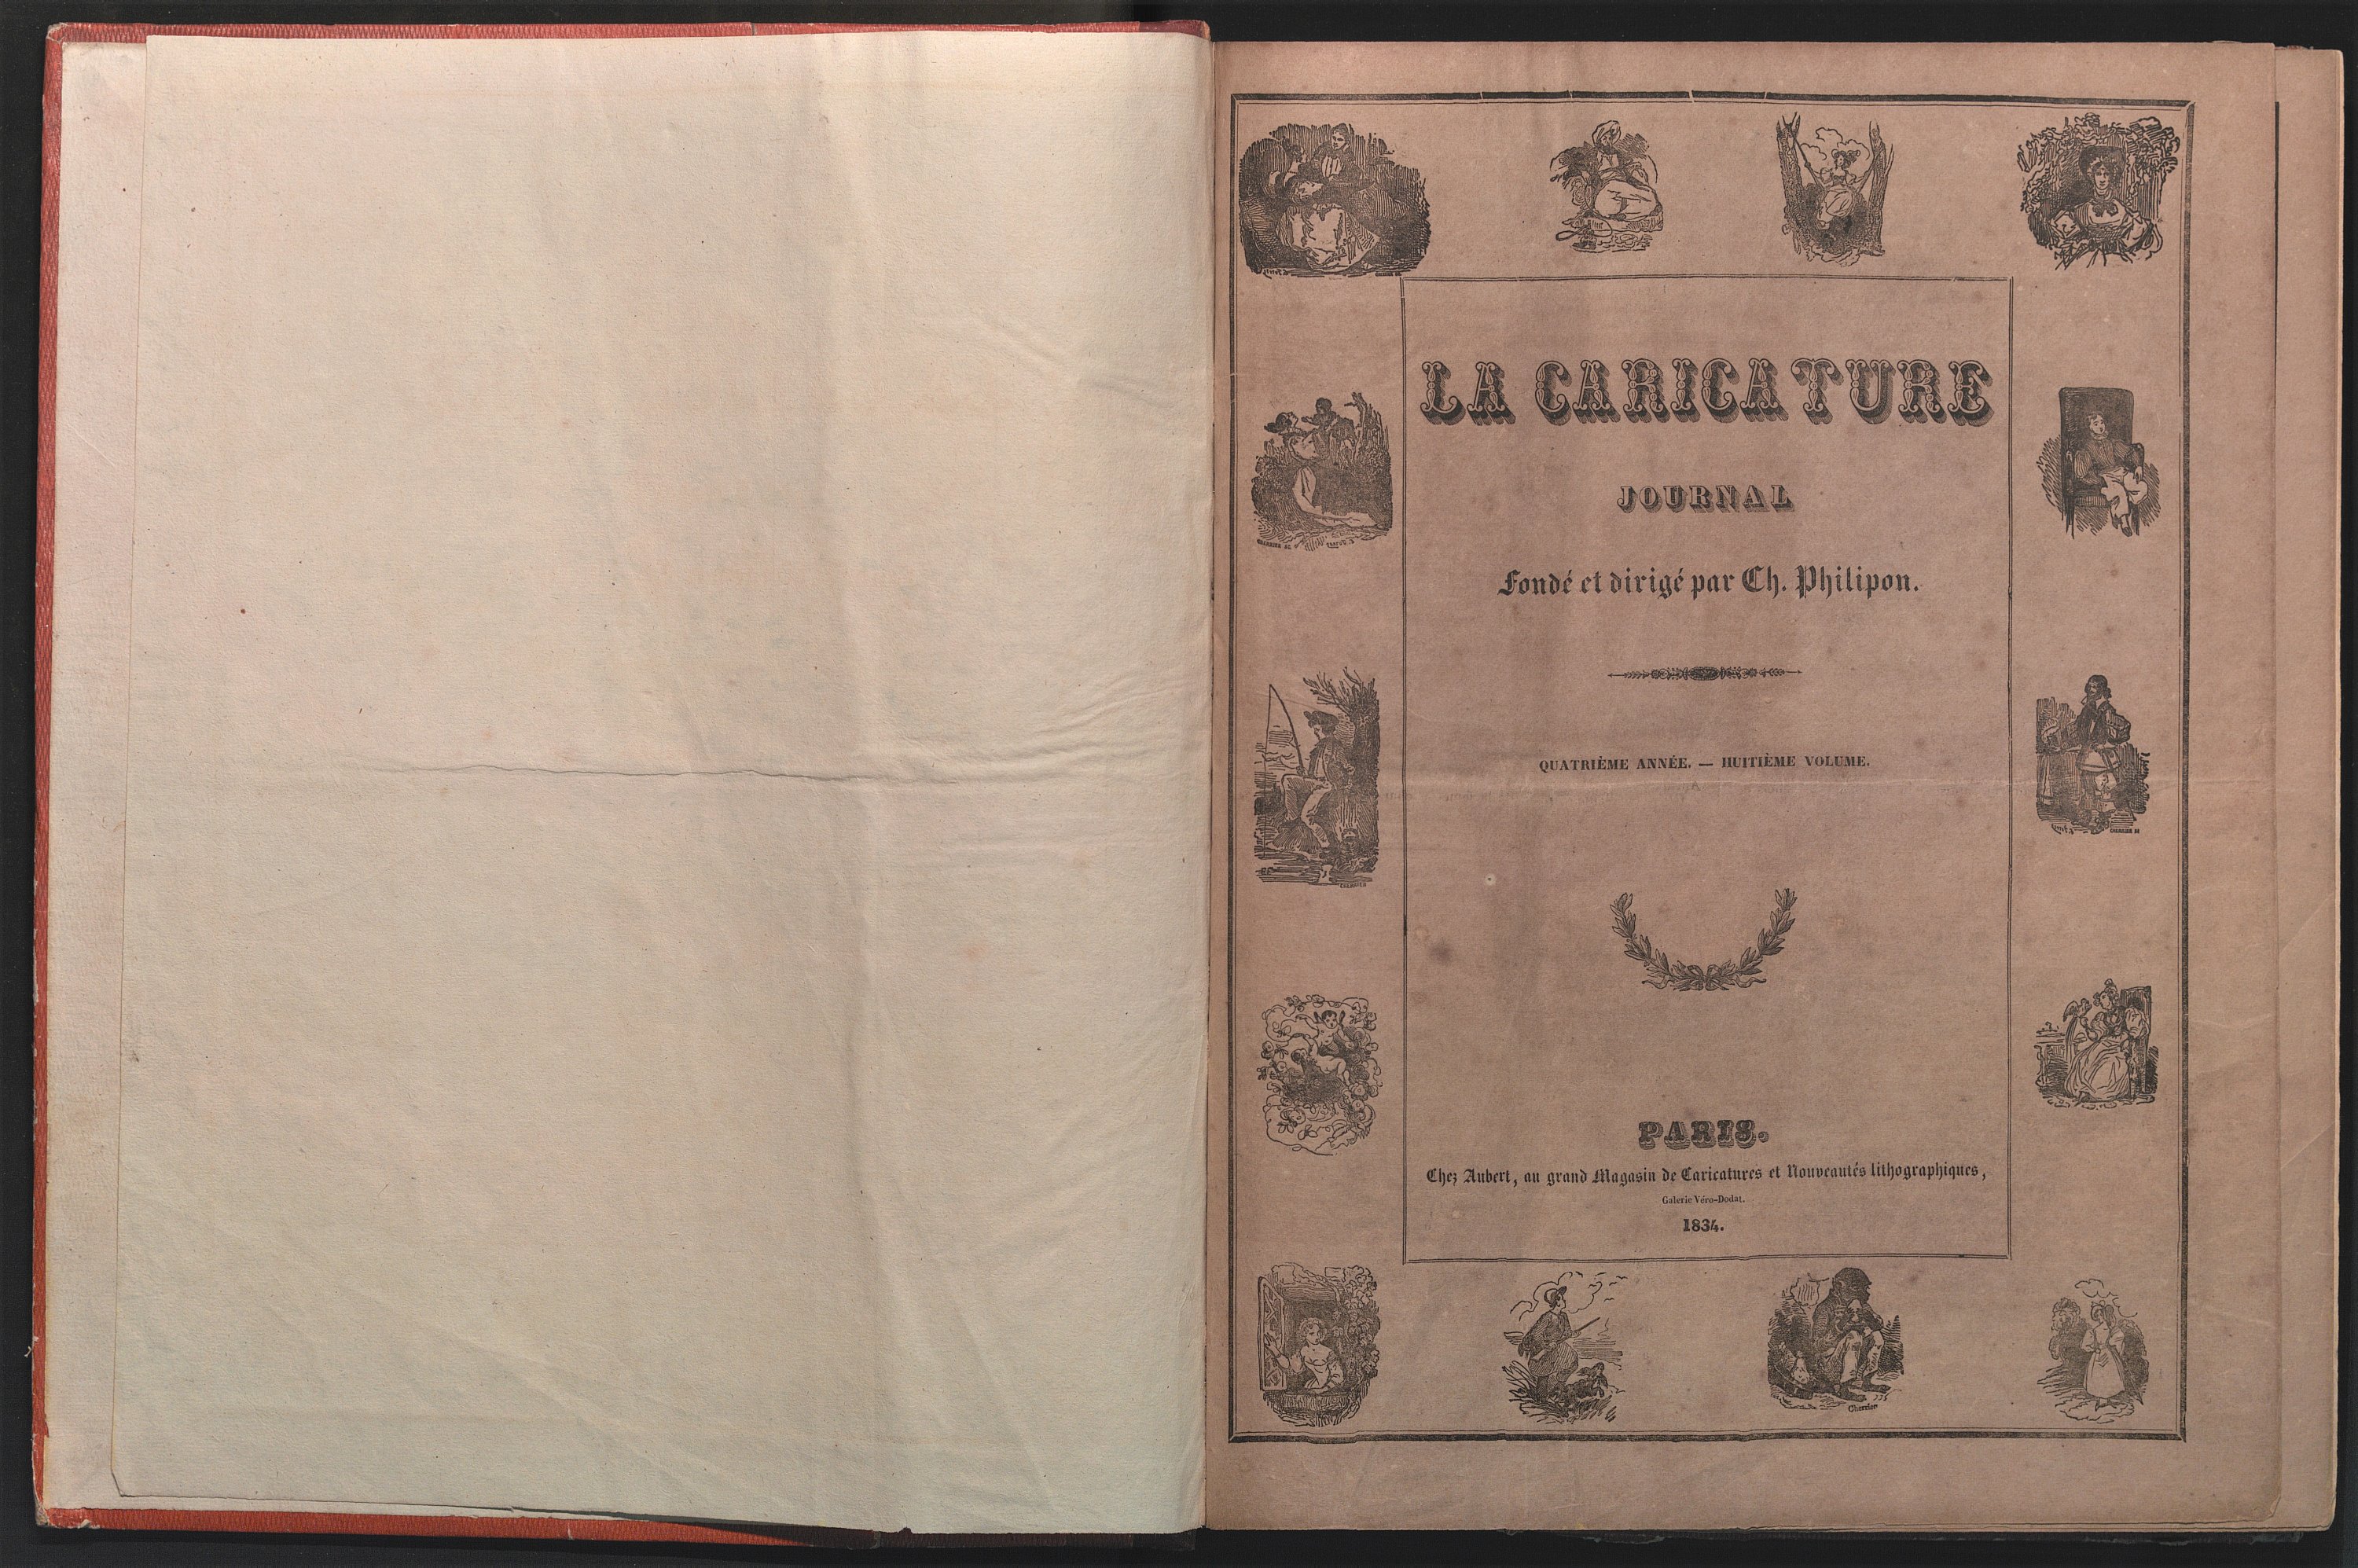 LA CARICATURE
JOURNAL
Fondé et dirigé par Ch. Philipon.
QUATRIÈME ANNÉE. — HUITIÈME VOLUME.
PARIS.
Chez Aubert, au grand Magasin de Caricatures et Nouveautés lithographiques,
Galerie Véro-Dodat.
1834.
Cherrier